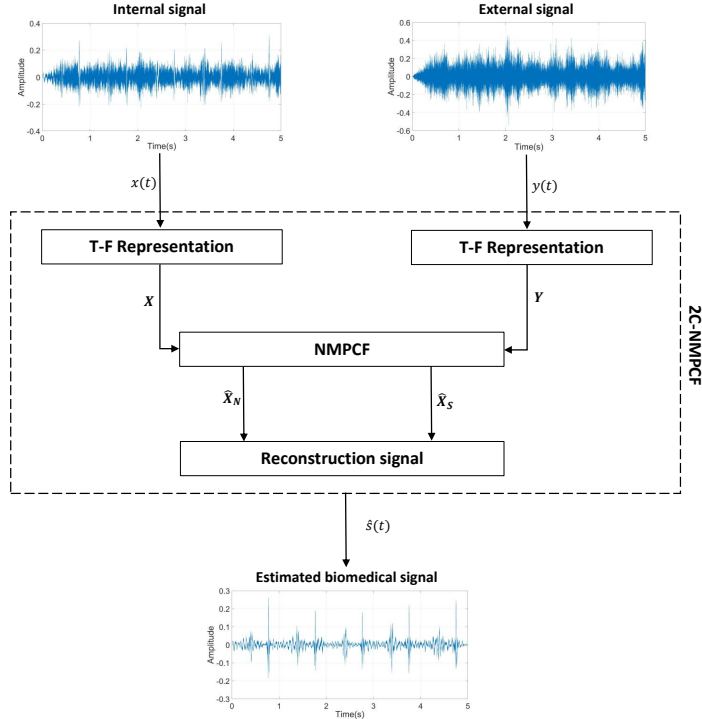 Internal signal
External signal
0.4
0.2
0
-0.2
-0.4
Amplitude
0
1
2
3
4
5
Time(s)
0.6
0.4
0.2
0
-0.2
-0.4
-0.6
Amplitude
0
1
2
3
4
5
Time(s)
x(t)
y(t)
T-F Representation
T-F Representation
X
Y
2C-NMPCF
NMPCF
X̂_N
X̂_S
Reconstruction signal
ŝ(t)
Estimated biomedical signal
0.3
0.2
0.1
0
-0.1
-0.2
-0.3
Amplitude
0
1
2
3
4
5
Time(s)